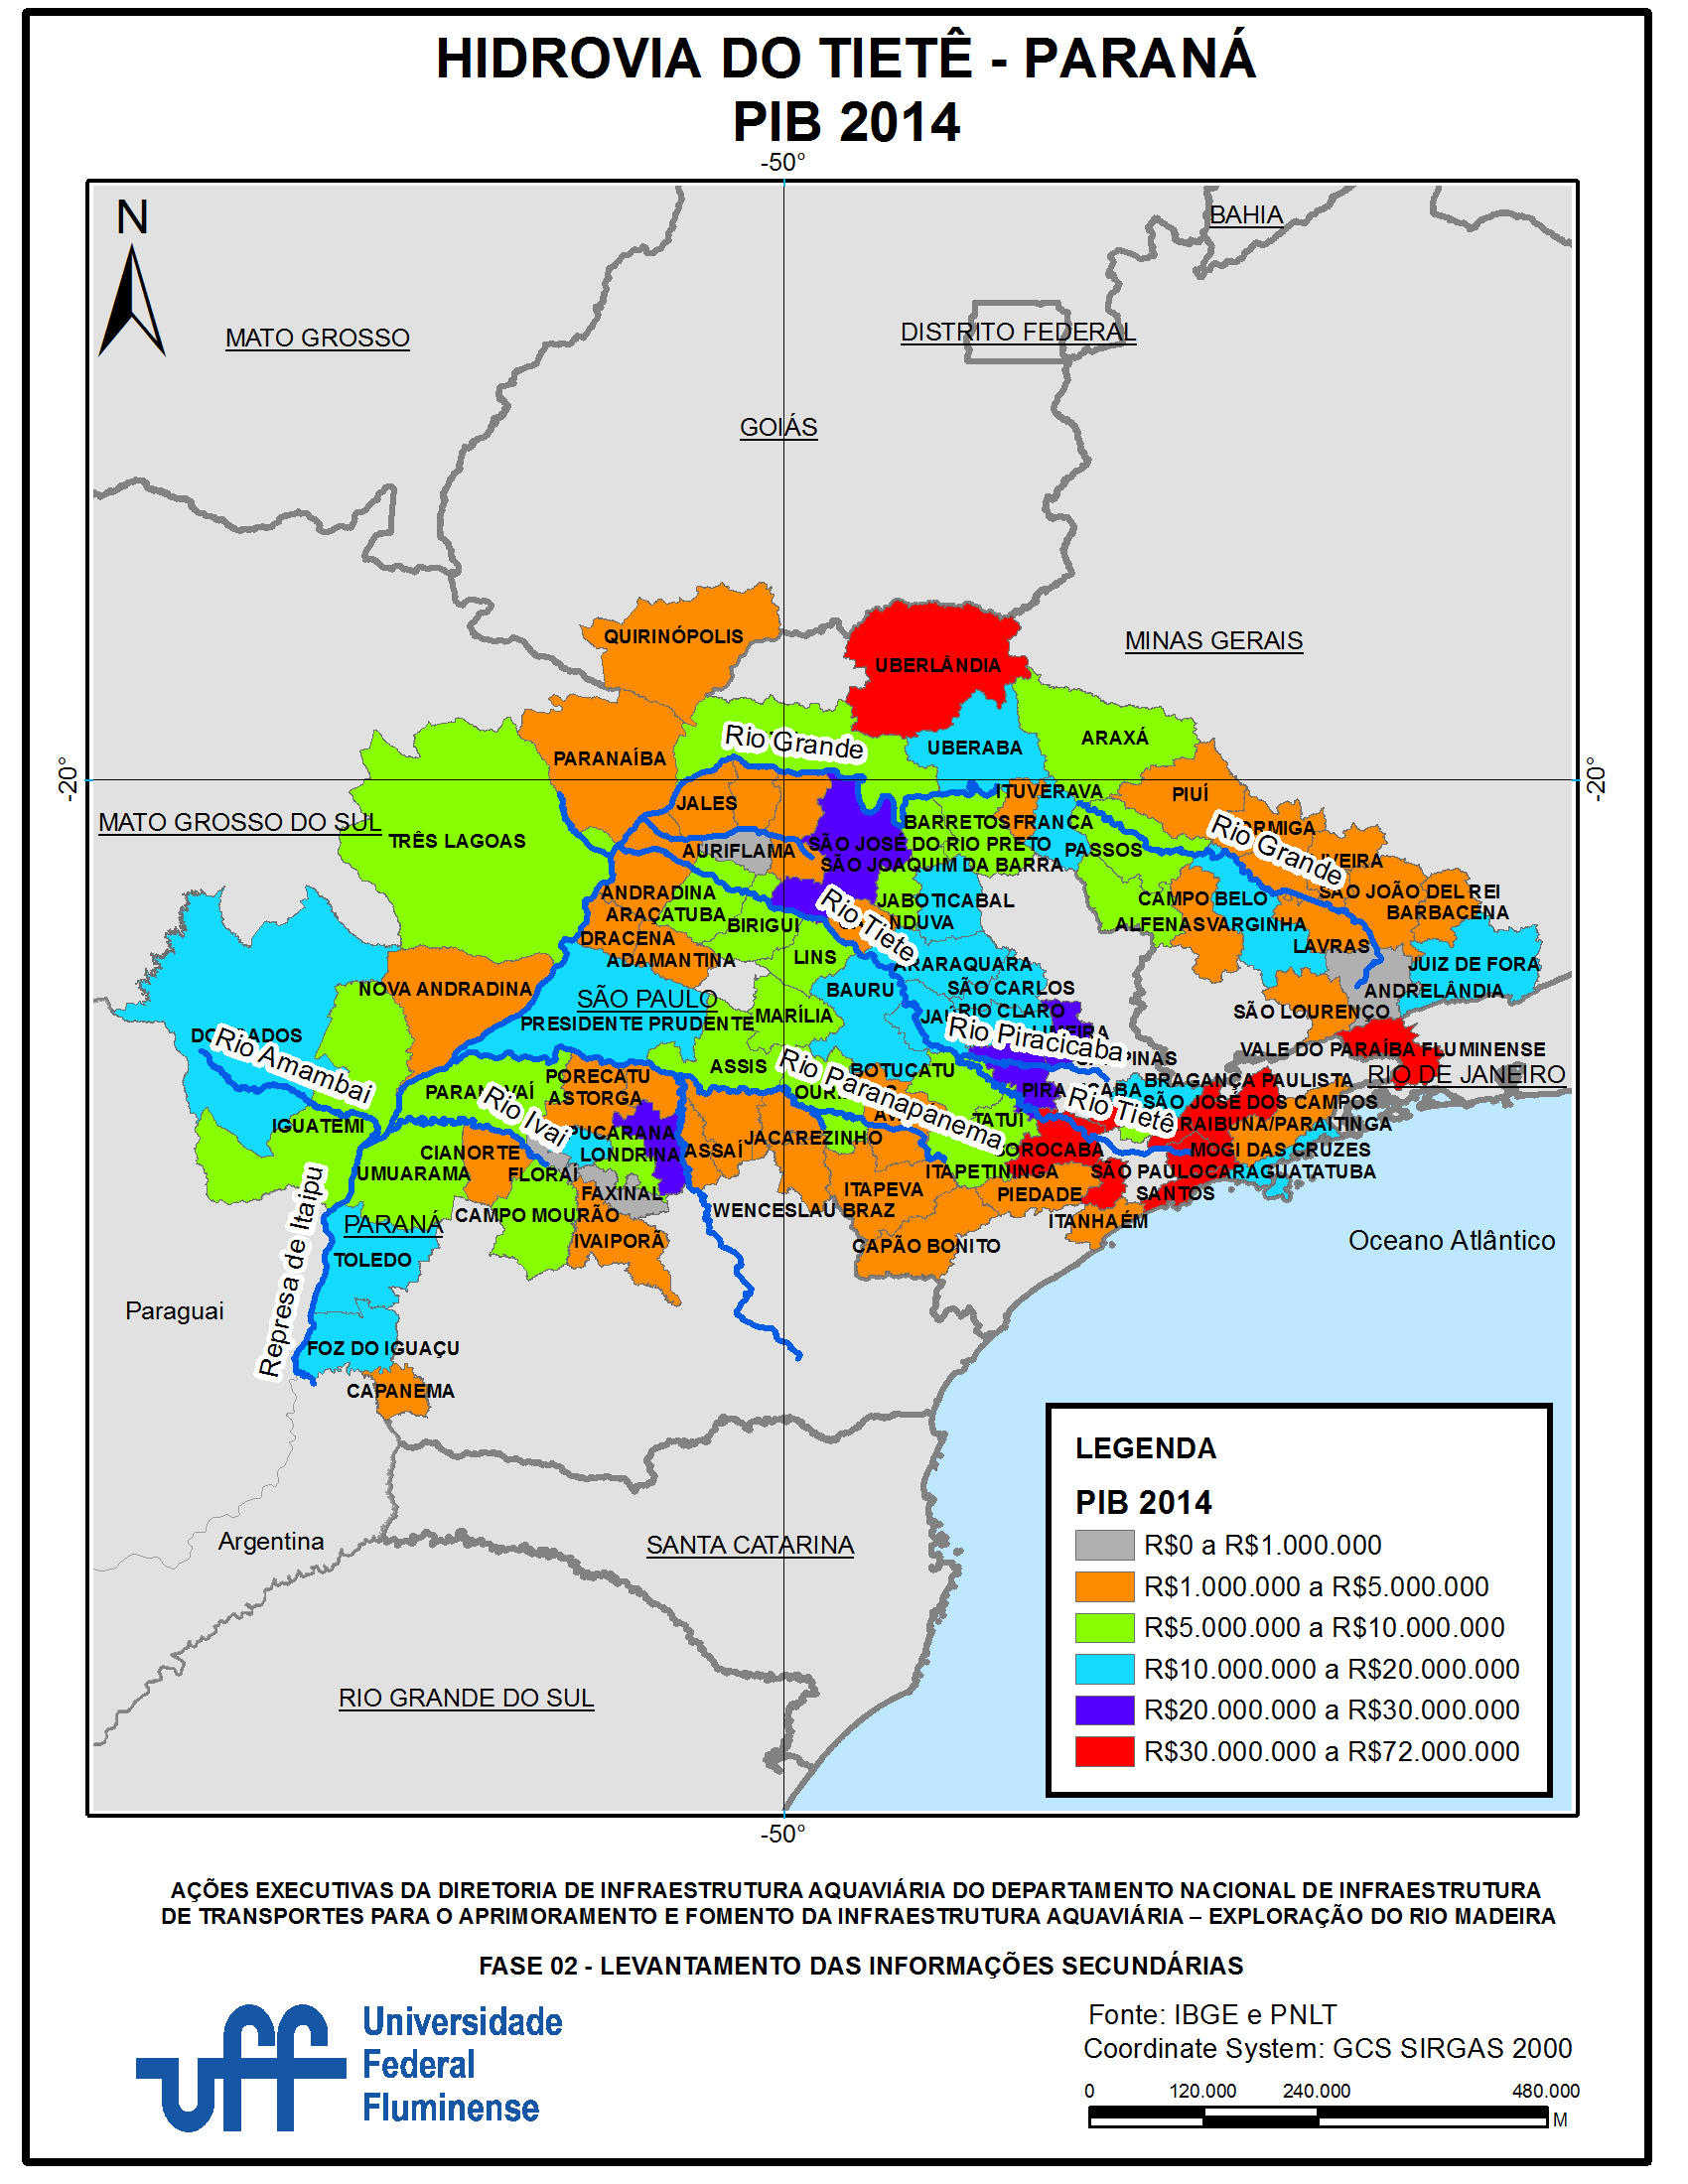 HIDROVIA DO TIETÊ - PARANÁ
PIB 2014
-50°
N
BAHIA
MATO GROSSO
DISTRITO FEDERAL
GOIÁS
QUIRINÓPOLIS
MINAS GERAIS
UBERLÂNDIA
ARAXÁ
UBERABA
Rio Grande
PARANAÍBA
-20°
-20°
ITUVERAVA
PIUÍ
JALES
MATO GROSSO DO SUL
BARRETOS
FRANCA
Rio Grande
TRÊS LAGOAS
SÃO JOSÉ DO RIO PRETO
PASSOS
AURIFLAMA
SÃO JOAQUIM DA BARRA
ANDRADINA
SÃO JOÃO DEL REI
CAMPO BELO
JABOTICABAL
ARAÇATUBA
BARBACENA
BIRIGUI
ALFENAS
VARGINHA
Rio Tiete
DRACENA
LAVRAS
ADAMANTINA
LINS
ARARAQUARA
JUIZ DE FORA
NOVA ANDRADINA
BAURU
SÃO CARLOS
ANDRELÂNDIA
SÃO PAULO
RIO CLARO
SÃO LOURENÇO
PRESIDENTE PRUDENTE
MARÍLIA
Rio Piracicaba
VALE DO PARAÍBA FLUMINENSE
Rio Amambai
ASSIS
BOTUCATU
RIO DE JANEIRO
PORECATU
BRAGANÇA PAULISTA
Rio Paranapanema
ASTORGA
SÃO JOSÉ DOS CAMPOS
Rio Tietê
Rio Ivai
IGUATEMI
TATUÍ
JACAREZINHO
CIANORTE
LONDRINA
ASSAÍ
MOGI DAS CRUZES
UMUARAMA
FLORAÍ
ITAPETININGA
SÃO PAULO
CARAGUATATUBA
FAXINAL
ITAPEVA
PIEDADE
SANTOS
Represa de Itaipu
WENCESLAU BRAZ
CAMPO MOURÃO
PARANÁ
ITANHAÉM
IVAIPORÃ
CAPÃO BONITO
Oceano Atlântico
TOLEDO
Paraguai
FOZ DO IGUAÇU
CAPANEMA
Argentina
SANTA CATARINA
RIO GRANDE DO SUL
LEGENDA
PIB 2014
R$0 a R$1.000.000
R$1.000.000 a R$5.000.000
R$5.000.000 a R$10.000.000
R$10.000.000 a R$20.000.000
R$20.000.000 a R$30.000.000
R$30.000.000 a R$72.000.000
-50°
AÇÕES EXECUTIVAS DA DIRETORIA DE INFRAESTRUTURA AQUAVIÁRIA DO DEPARTAMENTO NACIONAL DE INFRAESTRUTURA
DE TRANSPORTES PARA O APRIMORAMENTO E FOMENTO DA INFRAESTRUTURA AQUAVIÁRIA – EXPLORAÇÃO DO RIO MADEIRA
FASE 02 - LEVANTAMENTO DAS INFORMAÇÕES SECUNDÁRIAS
uff
Universidade
Federal
Fluminense
Fonte: IBGE e PNLT
Coordinate System: GCS SIRGAS 2000
0 120.000 240.000 480.000
M